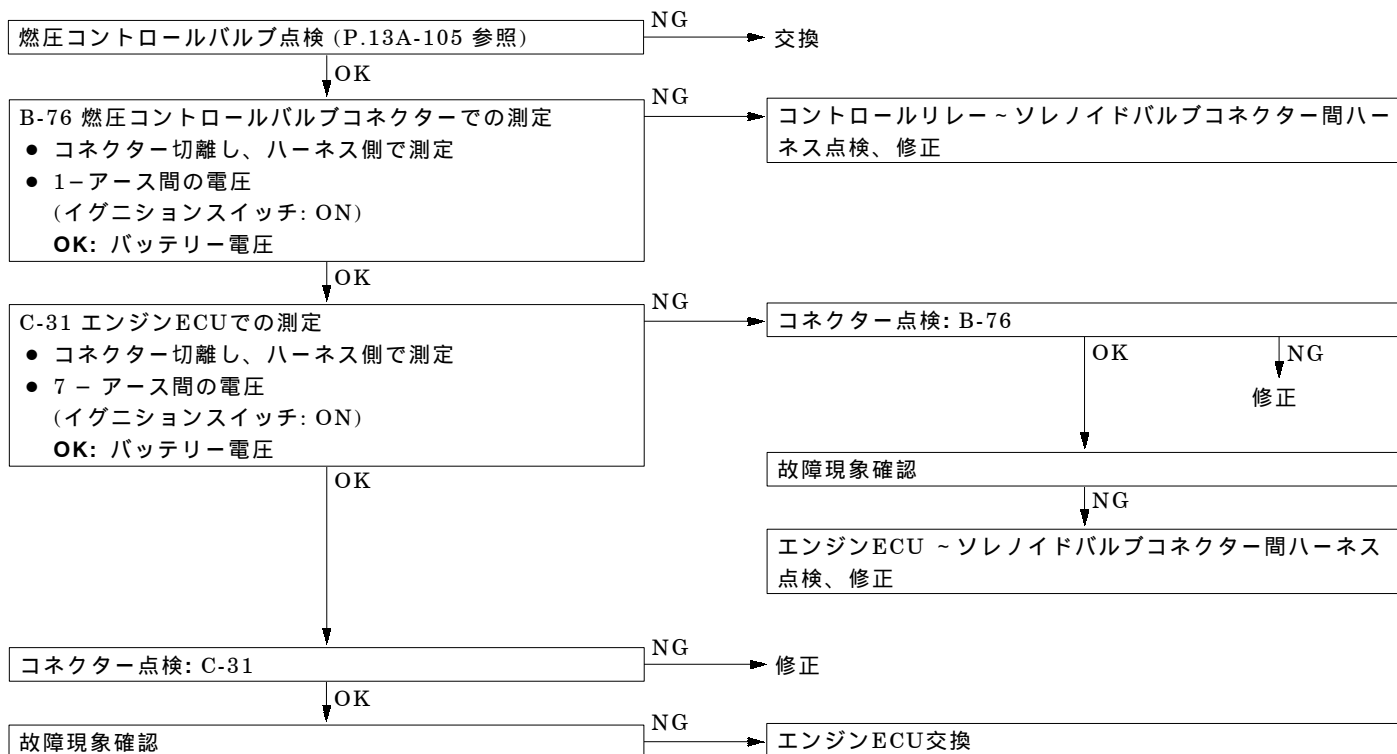 燃圧コントロールバルブ点検 (P.13A-105 参照)
NG
交換
OK
B-76 燃圧コントロールバルブコネクターでの測定
● コネクター切離し、ハーネス側で測定
● 1–アース間の電圧
(イグニションスイッチ: ON)
OK: バッテリー電圧
NG
コントロールリレー ~ ソレノイドバルブコネクター間ハー
ネス点検、修正
OK
C-31 エンジンECUでの測定
● コネクター切離し、ハーネス側で測定
● 7 – アース間の電圧
(イグニションスイッチ: ON)
OK: バッテリー電圧
NG
コネクター点検: B-76
OK
NG
修正
故障現象確認
NG
エンジンECU ~ ソレノイドバルブコネクター間ハーネス
点検、修正
OK
コネクター点検: C-31
NG
修正
OK
故障現象確認
NG
エンジンECU交換